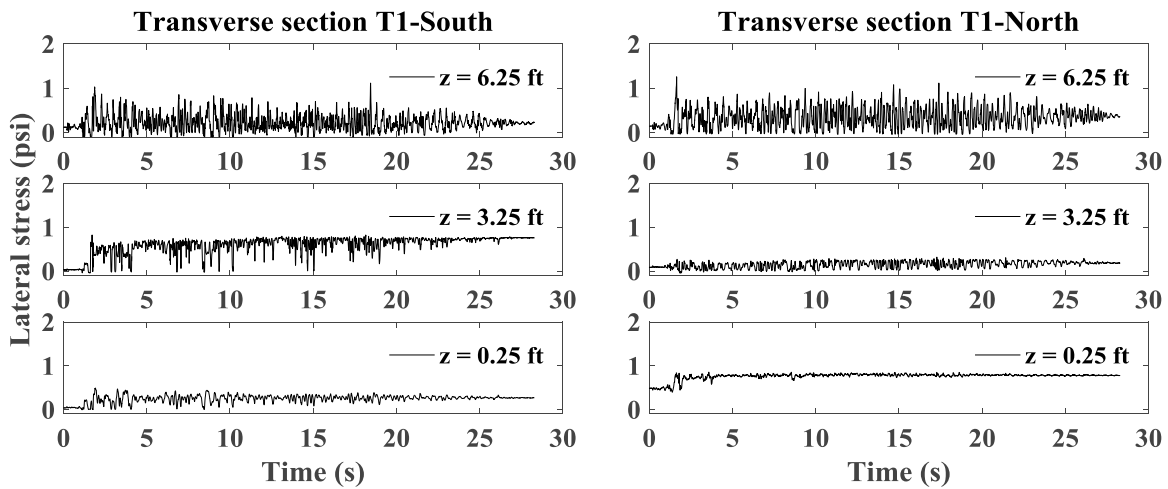 Transverse section T1-South
2
z = 6.25 ft
1
0
0 5 10 15 20 25 30
2
z = 3.25 ft
1
0
0 5 10 15 20 25 30
2
z = 0.25 ft
1
0
0 5 10 15 20 25 30
Lateral stress (psi)
Time (s)
Transverse section T1-North
2
z = 6.25 ft
1
0
0 5 10 15 20 25 30
2
z = 3.25 ft
1
0
0 5 10 15 20 25 30
2
z = 0.25 ft
1
0
0 5 10 15 20 25 30
Time (s)